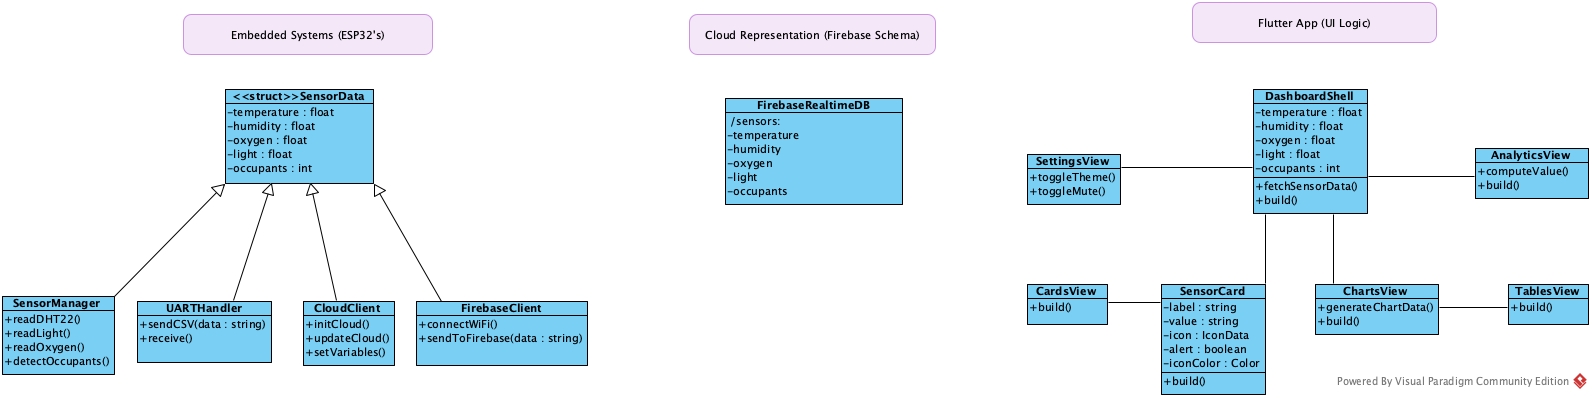 Embedded Systems (ESP32's)
Cloud Representation (Firebase Schema)
Flutter App (UI Logic)
<<struct>>SensorData
-temperature : float
-humidity : float
-oxygen : float
-light : float
-occupants : int
SensorManager
+readDHT22()
+readLight()
+readOxygen()
+detectOccupants()
UARTHandler
+sendCSV(data : string)
+receive()
CloudClient
+initCloud()
+updateCloud()
+setVariables()
FirebaseClient
+connectWiFi()
+sendToFirebase(data : string)
FirebaseRealtimeDB
/sensors:
-temperature
-humidity
-oxygen
-light
-occupants
DashboardShell
-temperature : float
-humidity : float
-oxygen : float
-light : float
-occupants : int
+fetchSensorData()
+build()
SettingsView
+toggleTheme()
+toggleMute()
AnalyticsView
+computeValue()
+build()
CardsView
+build()
SensorCard
-label : string
-value : string
-icon : IconData
-alert : boolean
-iconColor : Color
+build()
ChartsView
+generateChartData()
+build()
TablesView
+build()
Powered By Visual Paradigm Community Edition